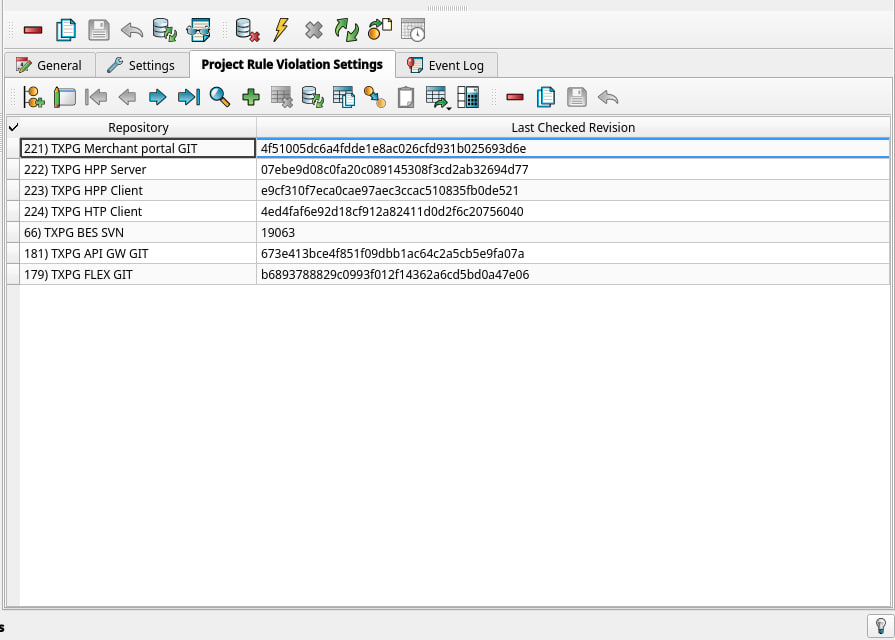 General Settings Project Rule Violation Settings Event Log
Repository Last Checked Revision
221) TXPG Merchant portal GIT 4f51005dc6a4fdde1e8ac026cfd931b025693d6e
222) TXPG HPP Server 07ebe9d08c0fa20c089145308f3cd2ab32694d77
223) TXPG HPP Client e9cf310f7eca0cae97aec3ccac510835fb0de521
224) TXPG HTP Client 4ed4faf6e92d18cf912a82411d0d2f6c20756040
66) TXPG BES SVN 19063
181) TXPG API GW GIT 673e413bce4f851f09dbb1ac64c2a5cb5e9fa07a
179) TXPG FLEX GIT b6893788829c0993f012f14362a6cd5bd0a47e06
s